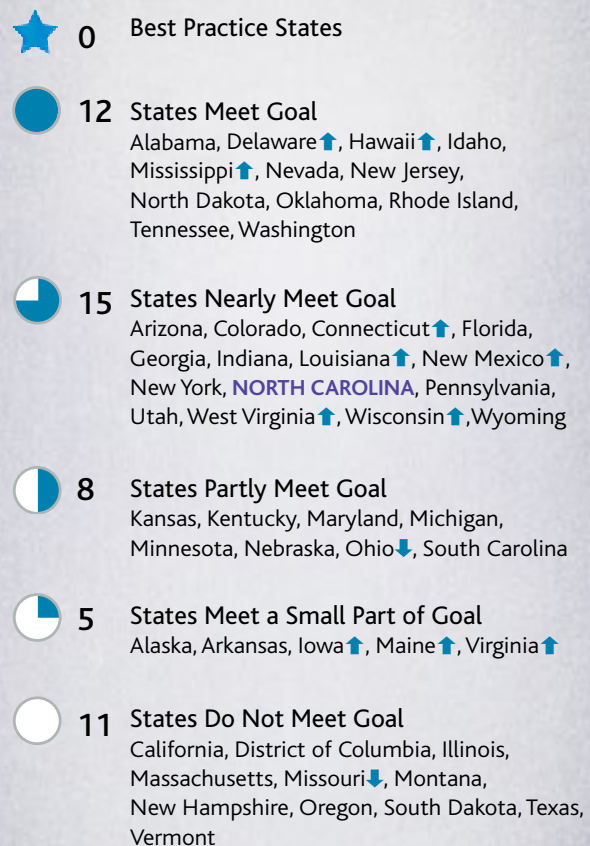 0 Best Practice States
12 States Meet Goal
Alabama, Delaware⬆, Hawaii⬆, Idaho,
Mississippi⬆, Nevada, New Jersey,
North Dakota, Oklahoma, Rhode Island,
Tennessee, Washington
15 States Nearly Meet Goal
Arizona, Colorado, Connecticut⬆, Florida,
Georgia, Indiana, Louisiana⬆, New Mexico⬆,
New York, NORTH CAROLINA, Pennsylvania,
Utah, West Virginia⬆, Wisconsin⬆, Wyoming
8 States Partly Meet Goal
Kansas, Kentucky, Maryland, Michigan,
Minnesota, Nebraska, Ohio⬇, South Carolina
5 States Meet a Small Part of Goal
Alaska, Arkansas, Iowa⬆, Maine⬆, Virginia⬆
11 States Do Not Meet Goal
California, District of Columbia, Illinois,
Massachusetts, Missouri⬇, Montana,
New Hampshire, Oregon, South Dakota, Texas,
Vermont